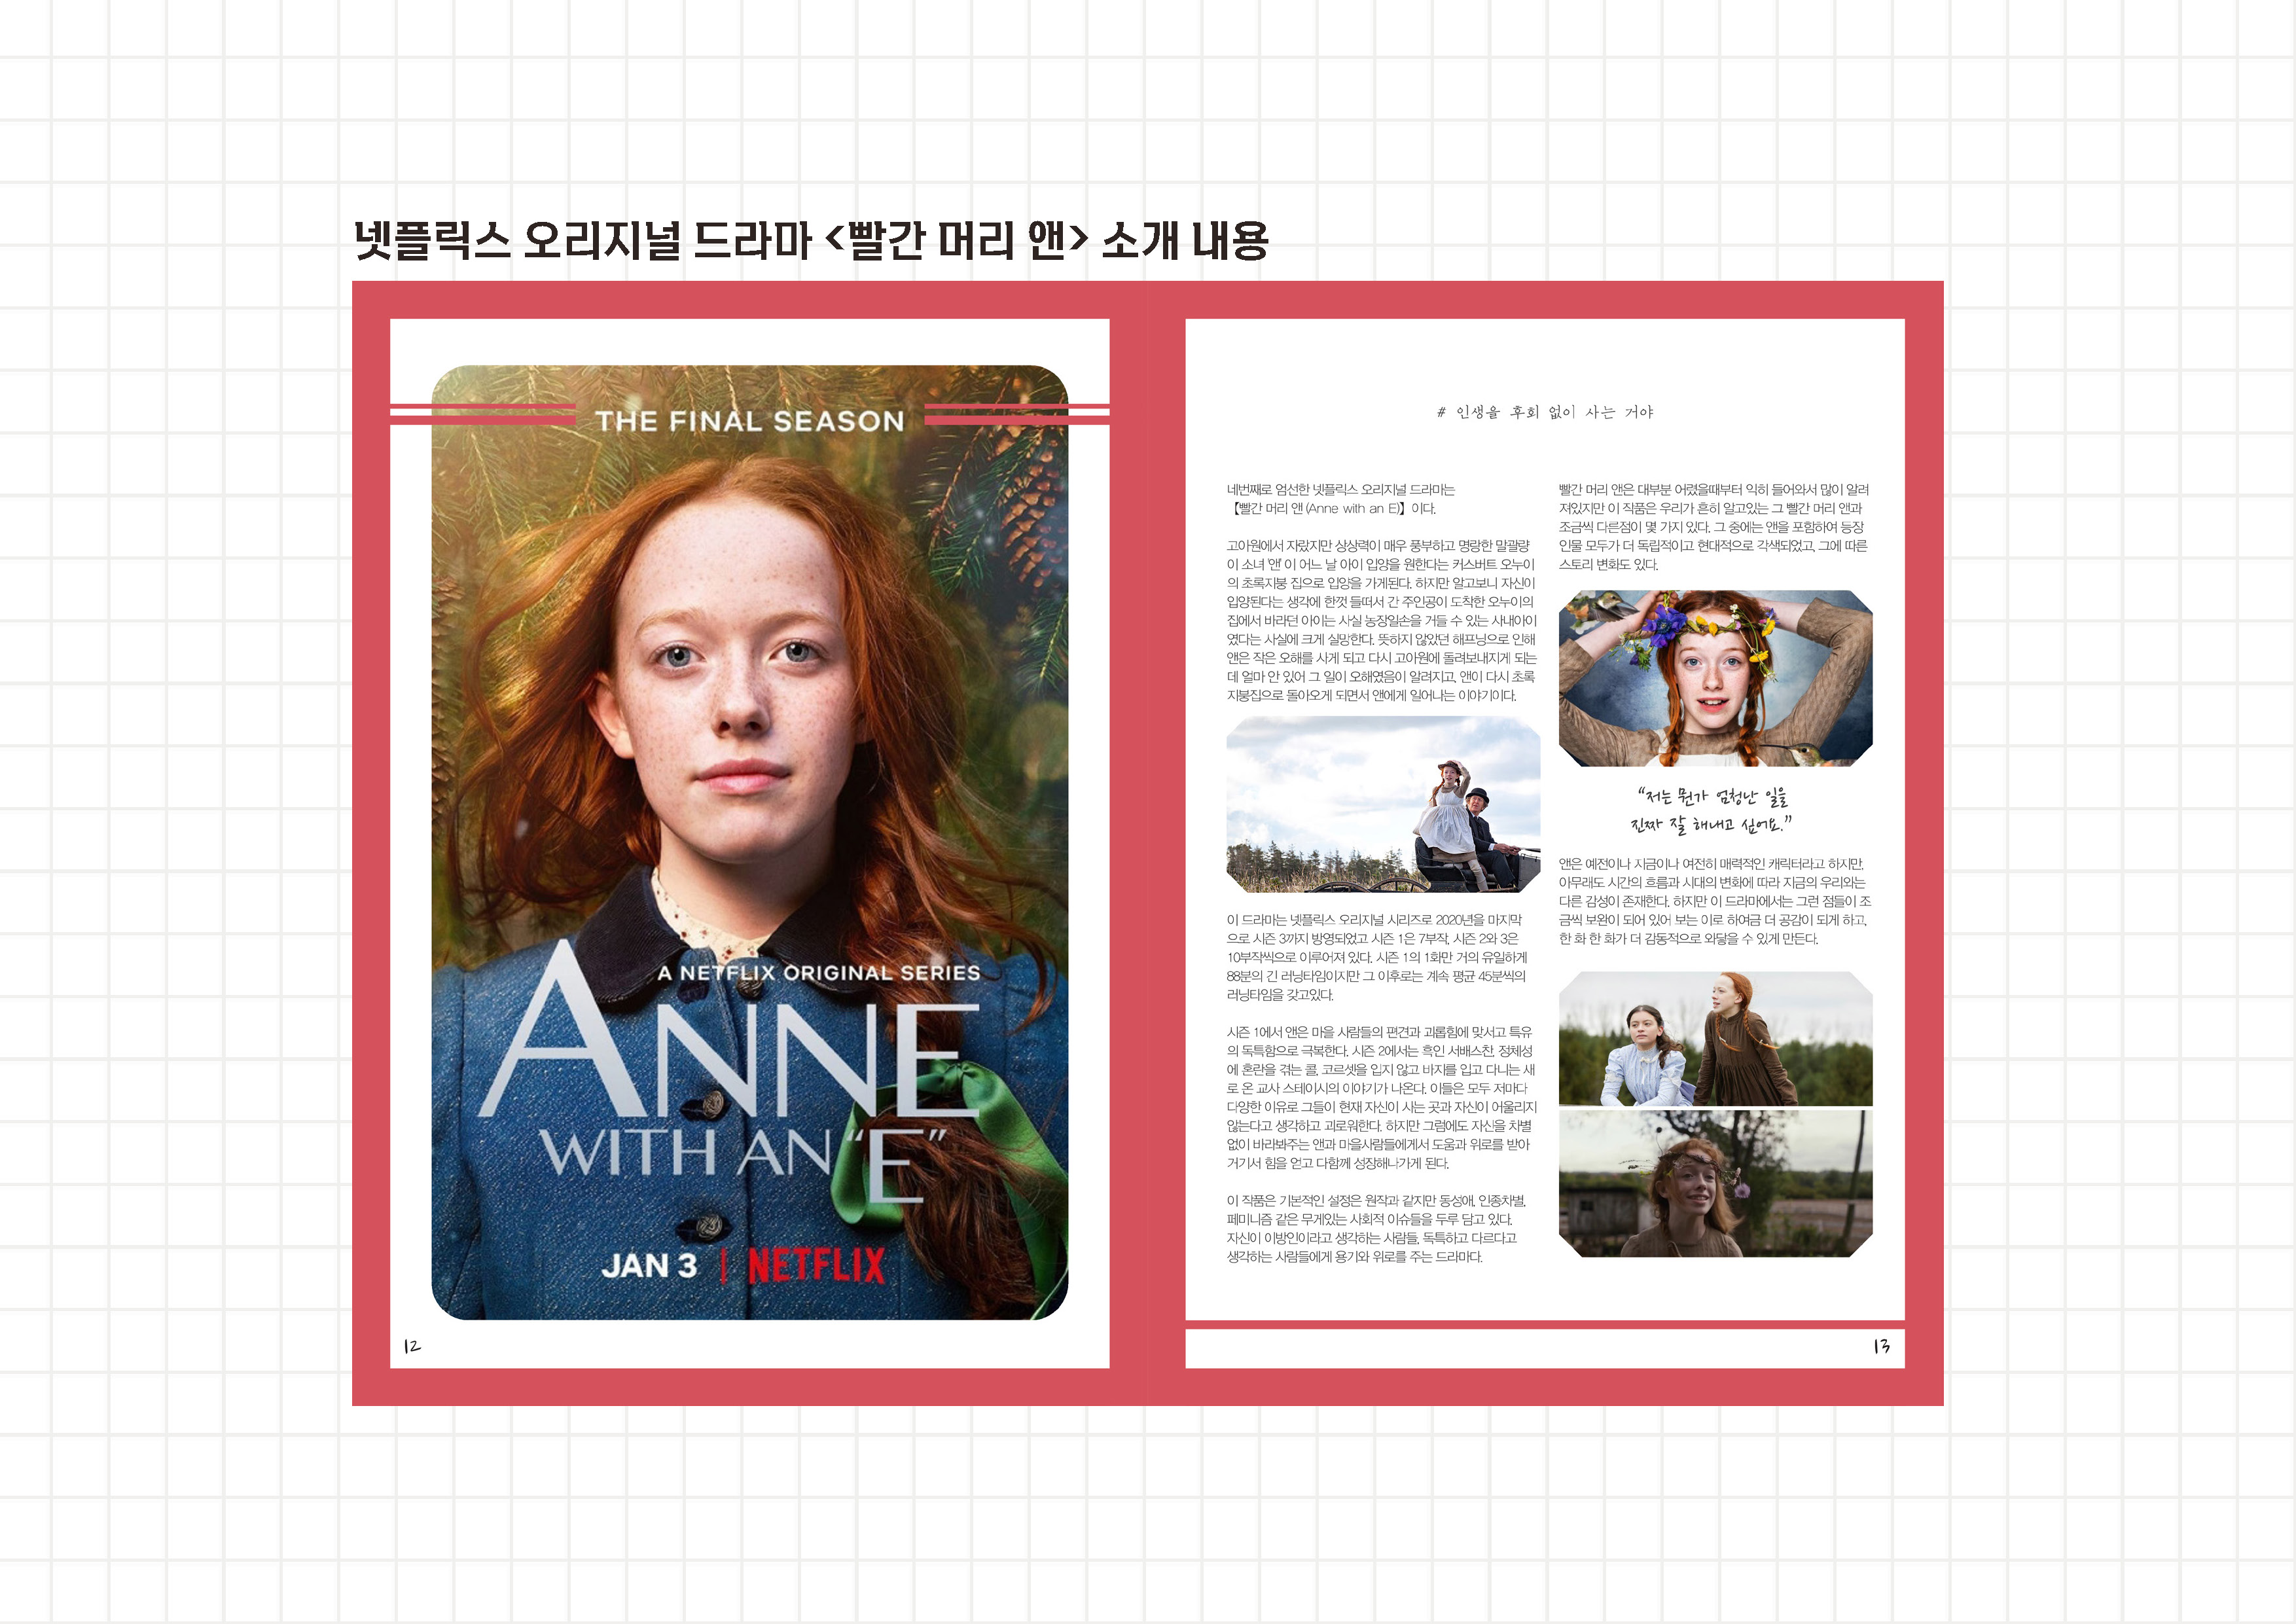 넷플릭스 오리지널 드라마 <빨간 머리 앤> 소개 내용
THE FINAL SEASON
A NETFLIX ORIGINAL SERIES
ANNE
WITH AN "E"
JAN 3 | NETFLIX
12
# 인생을 후회 없이 사는 거야
네번째로 엄선한 넷플릭스 오리지널 드라마는
【빨간 머리 앤 (Anne with an E)】 이다.
고아원에서 자랐지만 상상력이 매우 풍부하고 명랑한 말괄량
이 소녀 '앤' 이 어느 날 아이 입양을 원한다는 커스버트 오누이
의 초록지붕 집으로 입양을 가게된다. 하지만 알고보니 자신이
입양된다는 생각에 한껏 들떠서 간 주인공이 도착한 오누이의
집에서 바라던 아이는 사실 농장일손을 거들 수 있는 사내아이
였다는 사실에 크게 실망한다. 뜻하지 않았던 해프닝으로 인해
앤은 작은 오해를 사게 되고 다시 고아원에 돌려보내지게 되는
데 얼마 안 있어 그 일이 오해였음이 알려지고, 앤이 다시 초록
지붕집으로 돌아오게 되면서 앤에게 일어나는 이야기이다.
이 드라마는 넷플릭스 오리지널 시리즈로 2020년을 마지막
으로 시즌 3까지 방영되었고 시즌 1은 7부작, 시즌 2와 3은
10부작씩으로 이루어져 있다. 시즌 1의 1화만 거의 유일하게
88분의 긴 러닝타임이지만 그 이후로는 계속 평균 45분씩의
러닝타임을 갖고있다.
시즌 1에서 앤은 마을 사람들의 편견과 괴롭힘에 맞서고 특유
의 독특함으로 극복한다. 시즌 2에서는 흑인 서배스찬, 정체성
에 혼란을 겪는 콜, 코르셋을 입지 않고 바지를 입고 다니는 새
로 온 교사 스테이시의 이야기가 나온다. 이들은 모두 저마다
다양한 이유로 그들이 현재 자신이 사는 곳과 자신이 어울리지
않는다고 생각하고 괴로워한다. 하지만 그럼에도 자신을 차별
없이 바라봐주는 앤과 마을사람들에게서 도움과 위로를 받아
거기서 힘을 얻고 다함께 성장해나가게 된다.
이 작품은 기본적인 설정은 원작과 같지만 동성애, 인종차별,
페미니즘 같은 무게있는 사회적 이슈들을 두루 담고 있다.
자신이 이방인이라고 생각하는 사람들, 독특하고 다르다고
생각하는 사람들에게 용기와 위로를 주는 드라마다.
빨간 머리 앤은 대부분 어렸을때부터 익히 들어와서 많이 알려
져있지만 이 작품은 우리가 흔히 알고있는 그 빨간 머리 앤과
조금씩 다른점이 몇 가지 있다. 그 중에는 앤을 포함하여 등장
인물 모두가 더 독립적이고 현대적으로 각색되었고, 그에 따른
스토리 변화도 있다.
“저는 뭔가 엄청난 일을
진짜 잘 해내고 싶어요.”
앤은 예전이나 지금이나 여전히 매력적인 캐릭터라고 하지만,
아무래도 시간의 흐름과 시대의 변화에 따라 지금의 우리와는
다른 감성이 존재한다. 하지만 이 드라마에서는 그런 점들이 조
금씩 보완이 되어 있어 보는 이로 하여금 더 공감이 되게 하고,
한 화 한 화가 더 감동적으로 와닿을 수 있게 만든다.
13